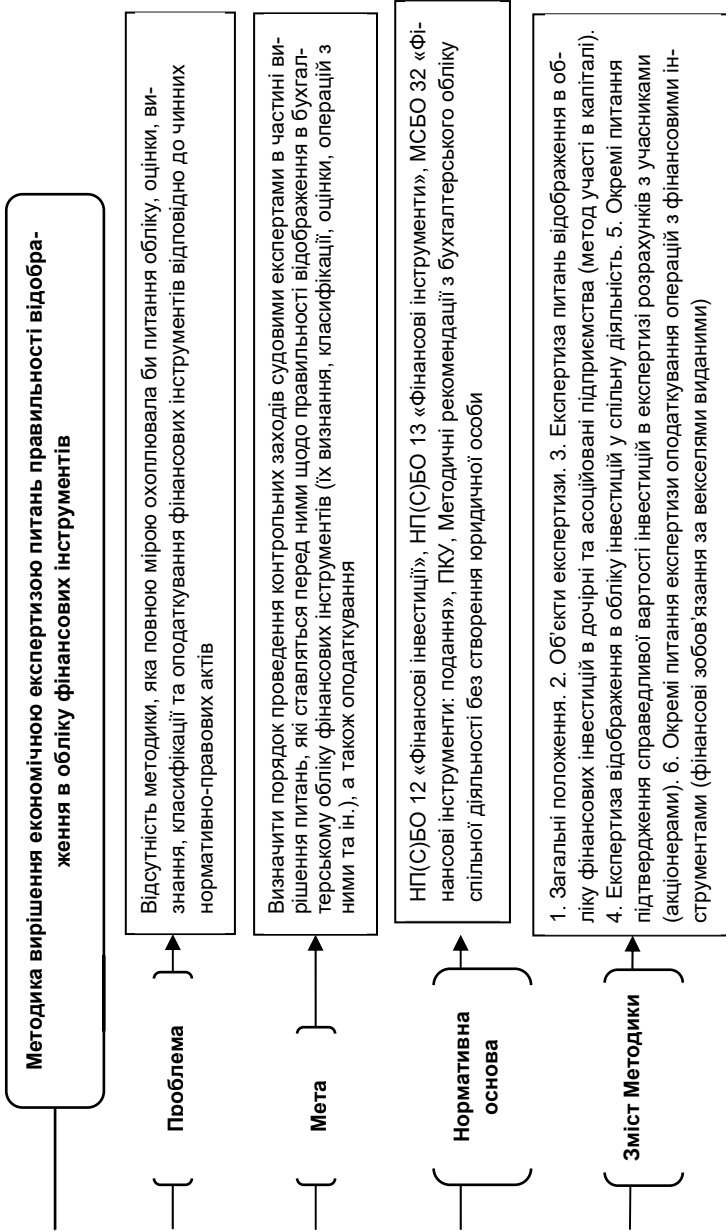 Методика вирішення економічною експертизою питань правильності відобра-
ження в обліку фінансових інструментів
Проблема
Відсутність методики, яка повною мірою охоплювала би питання обліку, оцінки, ви-
знання, класифікації та оподаткування фінансових інструментів відповідно до чинних
нормативно-правових актів
Мета
Визначити порядок проведення контрольних заходів судовими експертами в частині ви-
рішення питань, які ставляться перед ними щодо правильності відображення в бухгал-
терському обліку фінансових інструментів (їх визнання, класифікації, оцінки, операцій з
ними та ін.), а також оподаткування
Нормативна
основа
НП(С)БО 12 «Фінансові інвестиції», НП(С)БО 13 «Фінансові інструменти», МСБО 32 «Фі-
нансові інструменти: подання», ПКУ, Методичні рекомендації з бухгалтерського обліку
спільної діяльності без створення юридичної особи
Зміст Методики
1. Загальні положення. 2. Об’єкти експертизи. 3. Експертиза питань відображення в об-
ліку фінансових інвестицій в дочірні та асоційовані підприємства (метод участі в капіталі).
4. Експертиза відображення в обліку інвестицій у спільну діяльність. 5. Окремі питання
підтвердження справедливої вартості інвестицій в експертизі розрахунків з учасниками
(акціонерами). 6. Окремі питання експертизи оподаткування операцій з фінансовими ін-
струментами (фінансові зобов’язання за векселями виданими)